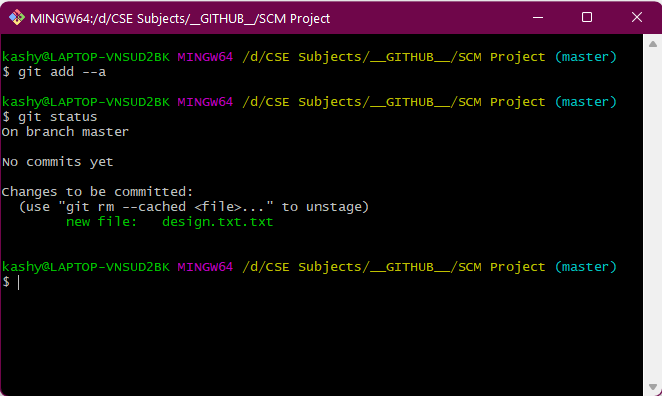 MINGW64:/d/CSE Subjects/__GITHUB__/SCM Project
kashy@LAPTOP-VNSUD2BK MINGW64 /d/CSE Subjects/__GITHUB__/SCM Project (master)
$ git add --a
kashy@LAPTOP-VNSUD2BK MINGW64 /d/CSE Subjects/__GITHUB__/SCM Project (master)
$ git status
On branch master
No commits yet
Changes to be committed:
  (use "git rm --cached <file>..." to unstage)
        new file:   design.txt.txt
kashy@LAPTOP-VNSUD2BK MINGW64 /d/CSE Subjects/__GITHUB__/SCM Project (master)
$